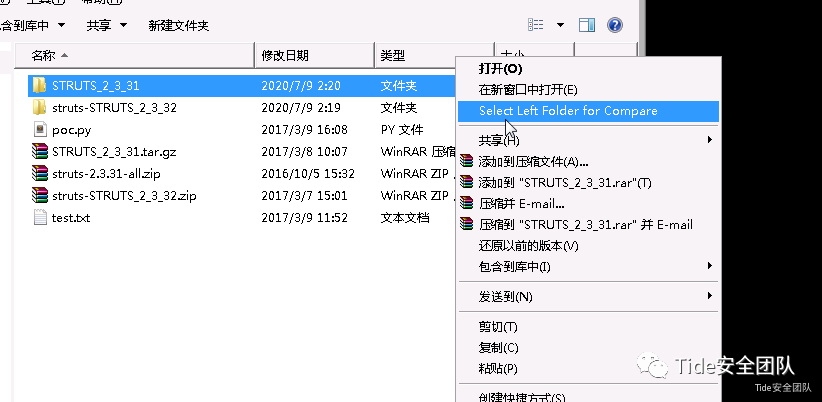 含到库中 共享 新建文件夹
名称 修改日期 类型 大小
STRUTS_2_3_31 2020/7/9 2:20 文件夹
struts-STRUTS_2_3_32 2020/7/9 2:19 文件夹
poc.py 2017/3/9 16:08 PY 文件
STRUTS_2_3_31.tar.gz 2017/3/8 10:07 WinRAR 压缩
struts-2.3.31-all.zip 2016/10/5 15:32 WinRAR ZIP
struts-STRUTS_2_3_32.zip 2017/3/7 15:01 WinRAR ZIP
test.txt 2017/3/9 11:52 文本文档
打开(O)
在新窗口中打开(E)
Select Left Folder for Compare
共享(H)
添加到压缩文件(A)...
添加到 "STRUTS_2_3_31.rar"(T)
压缩并 E-mail...
压缩到 "STRUTS_2_3_31.rar" 并 E-mail
还原以前的版本(V)
包含到库中(I)
发送到(N)
剪切(T)
复制(C)
粘贴(P)
创建快捷方式(S)
Tide安全团队
Tide安全团队